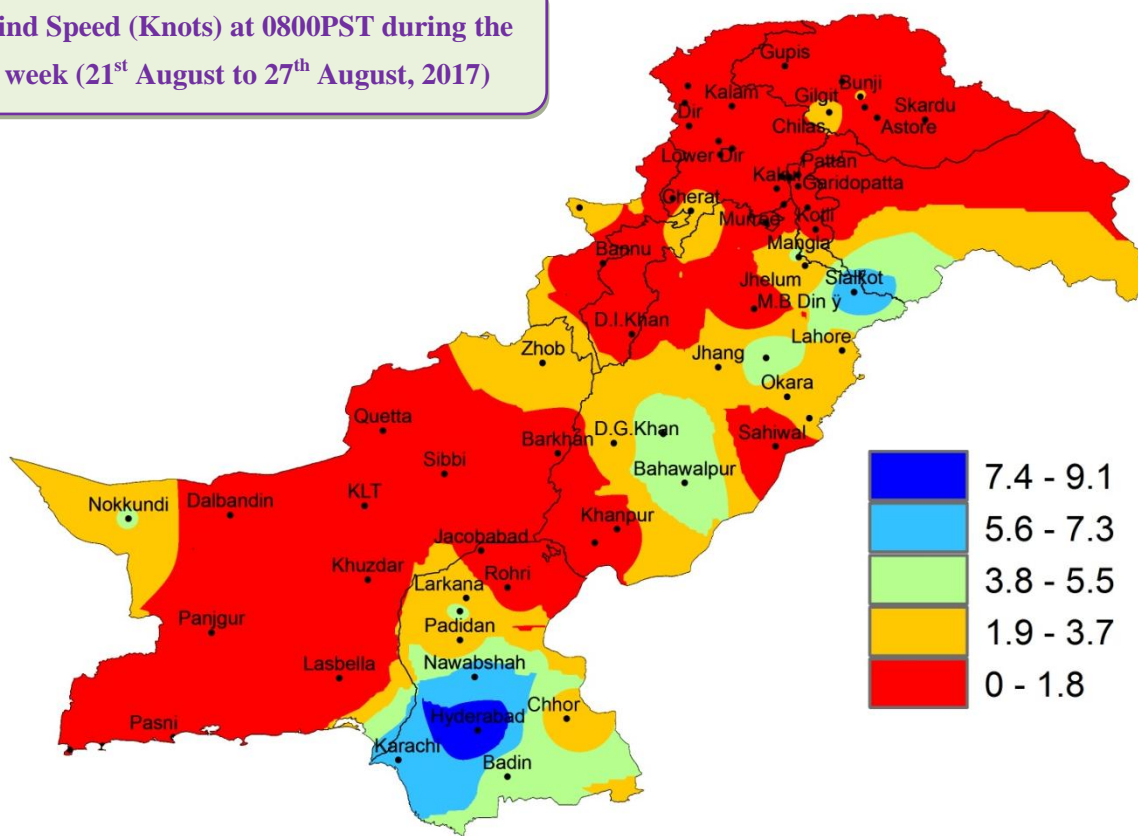 ind Speed (Knots) at 0800PST during the
week (21st August to 27th August, 2017)
Gupis
Bunji
Kalam
Gilgit
Skardu
Dir
Chilas
Astore
Lower Dir
Pattan
Garidopatta
Cherat
Murree
Kotli
Mangla
Bannu
Jhelum
Sialkot
M.B Din ÿ
D.I.Khan
Lahore
Zhob
Jhang
Okara
Quetta
Barkhan
D.G.Khan
Sahiwal
Sibbi
Bahawalpur
Nokkundi
Dalbandin
KLT
Khanpur
Jacobabad
Khuzdar
Rohri
Larkana
Panjgur
Padidan
Lasbella
Nawabshah
Chhor
Pasni
Hyderabad
Karachi
Badin
7.4 - 9.1
5.6 - 7.3
3.8 - 5.5
1.9 - 3.7
0 - 1.8